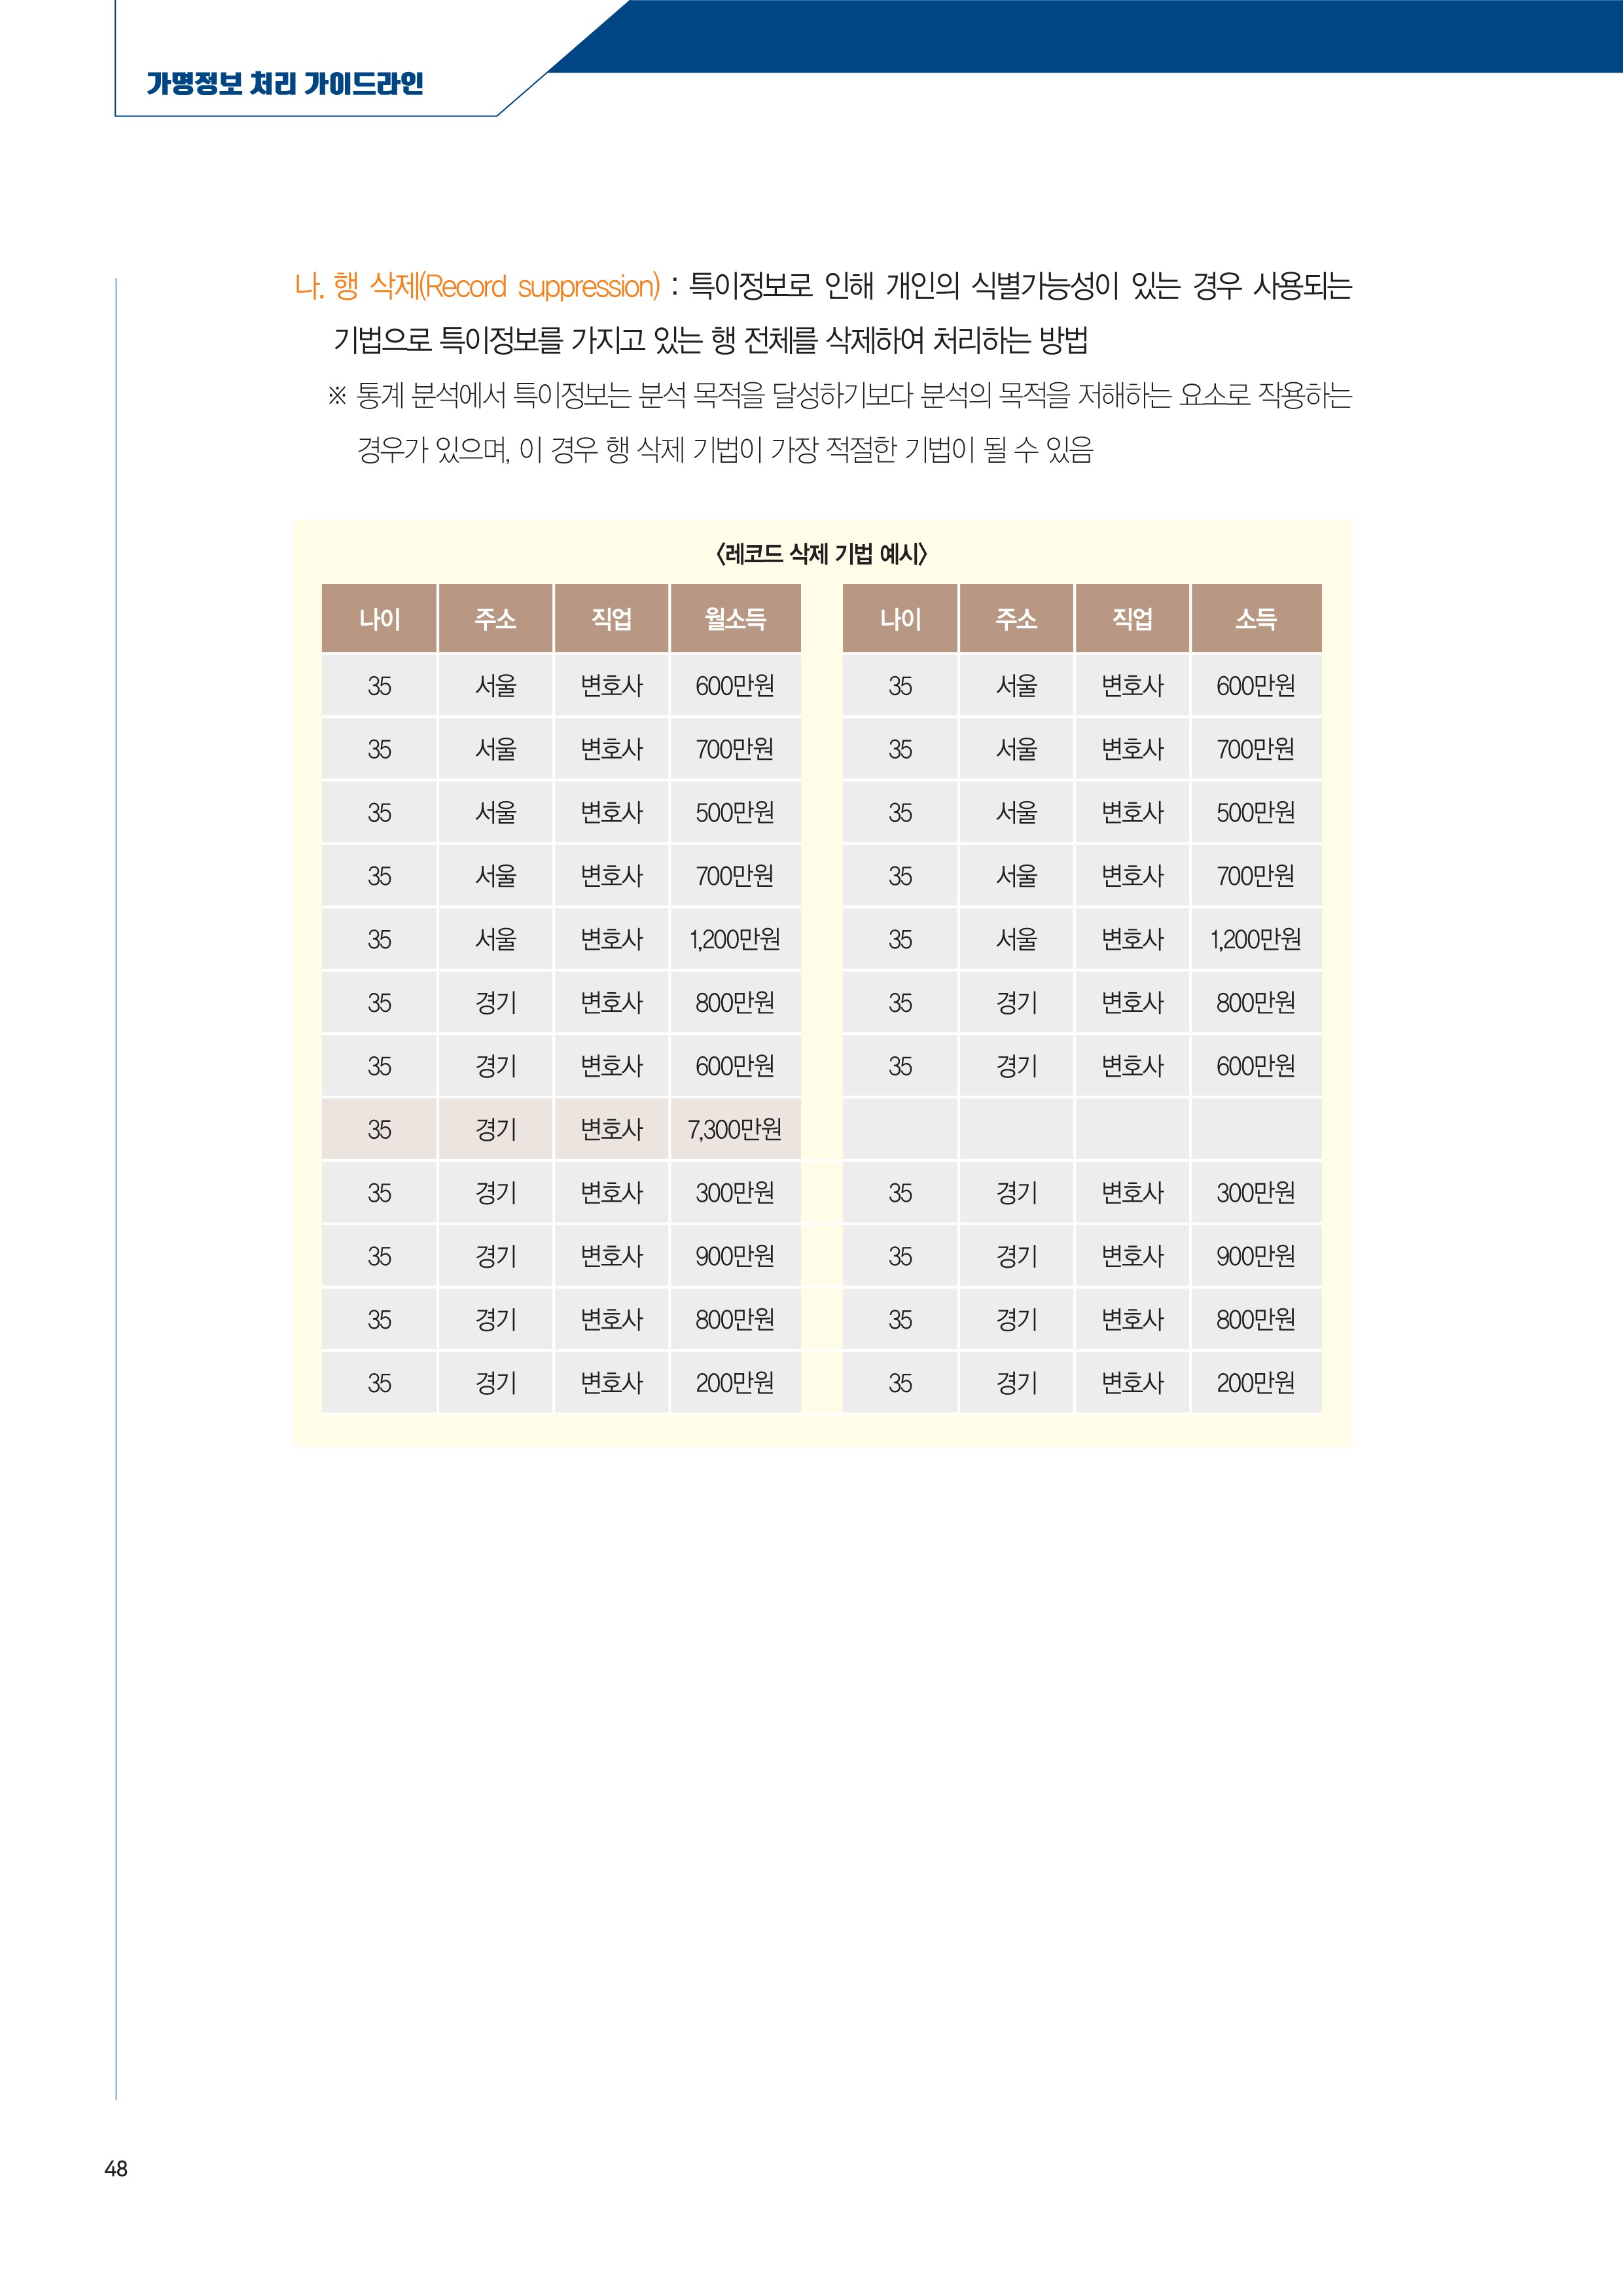 가명정보 처리 가이드라인
나. 행 삭제(Record suppression) : 특이정보로 인해 개인의 식별가능성이 있는 경우 사용되는
기법으로 특이정보를 가지고 있는 행 전체를 삭제하여 처리하는 방법
※ 통계 분석에서 특이정보는 분석 목적을 달성하기보다 분석의 목적을 저해하는 요소로 작용하는
경우가 있으며, 이 경우 행 삭제 기법이 가장 적절한 기법이 될 수 있음
〈레코드 삭제 기법 예시〉
나이 주소 직업 월소득 나이 주소 직업 소득
35 서울 변호사 600만원 35 서울 변호사 600만원
35 서울 변호사 700만원 35 서울 변호사 700만원
35 서울 변호사 500만원 35 서울 변호사 500만원
35 서울 변호사 700만원 35 서울 변호사 700만원
35 서울 변호사 1,200만원 35 서울 변호사 1,200만원
35 경기 변호사 800만원 35 경기 변호사 800만원
35 경기 변호사 600만원 35 경기 변호사 600만원
35 경기 변호사 7,300만원
35 경기 변호사 300만원 35 경기 변호사 300만원
35 경기 변호사 900만원 35 경기 변호사 900만원
35 경기 변호사 800만원 35 경기 변호사 800만원
35 경기 변호사 200만원 35 경기 변호사 200만원
48